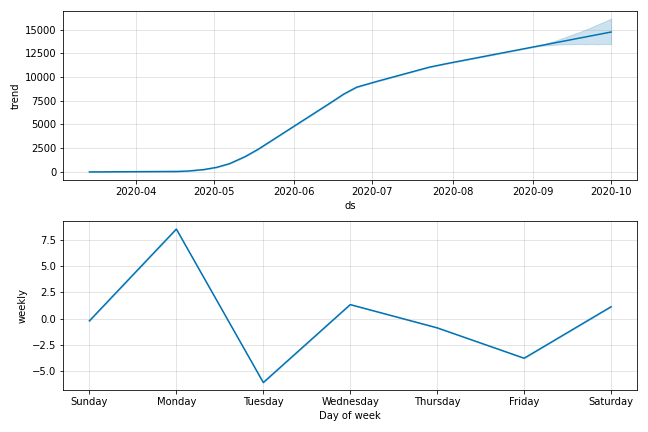 15000
12500
10000
7500
5000
2500
0
trend
2020-04 2020-05 2020-06 2020-07 2020-08 2020-09 2020-10
ds
7.5
5.0
2.5
0.0
−2.5
−5.0
weekly
Sunday Monday Tuesday Wednesday Thursday Friday Saturday
Day of week